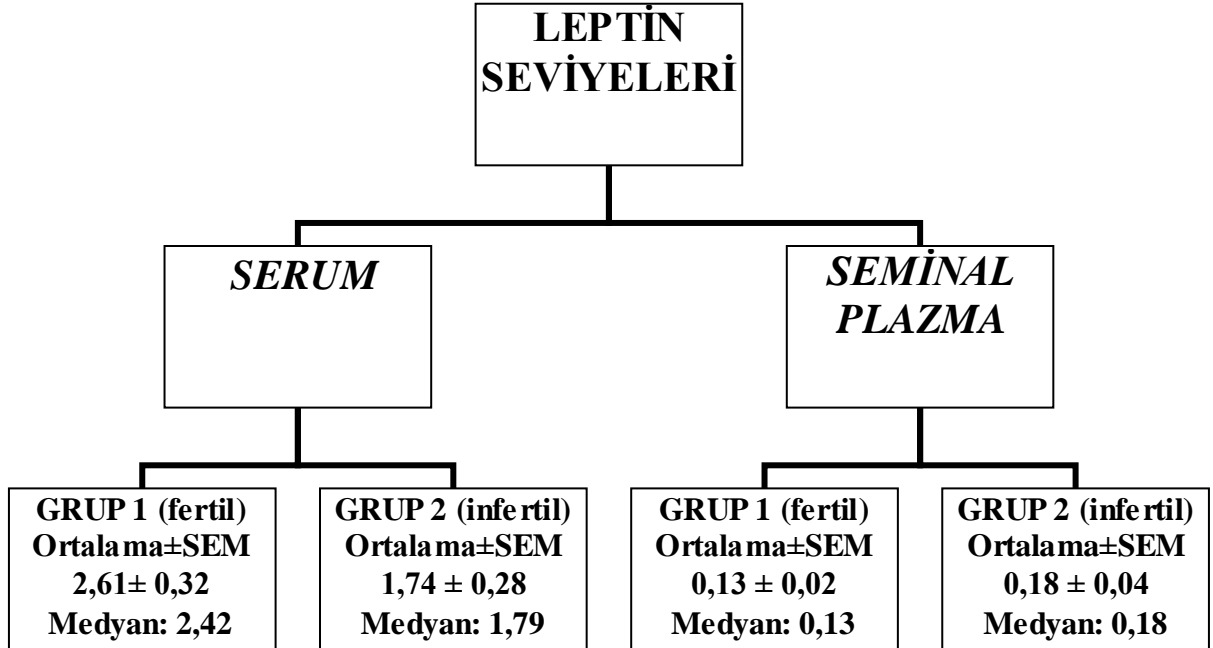 LEPTİN
SEVİYELERİ
SERUM
SEMİNAL
PLAZMA
GRUP 1 (fertil)
Ortalama±SEM
2,61± 0,32
Medyan: 2,42
GRUP 2 (infertil)
Ortalama±SEM
1,74 ± 0,28
Medyan: 1,79
GRUP 1 (fertil)
Ortalama±SEM
0,13 ± 0,02
Medyan: 0,13
GRUP 2 (infertil)
Ortalama±SEM
0,18 ± 0,04
Medyan: 0,18